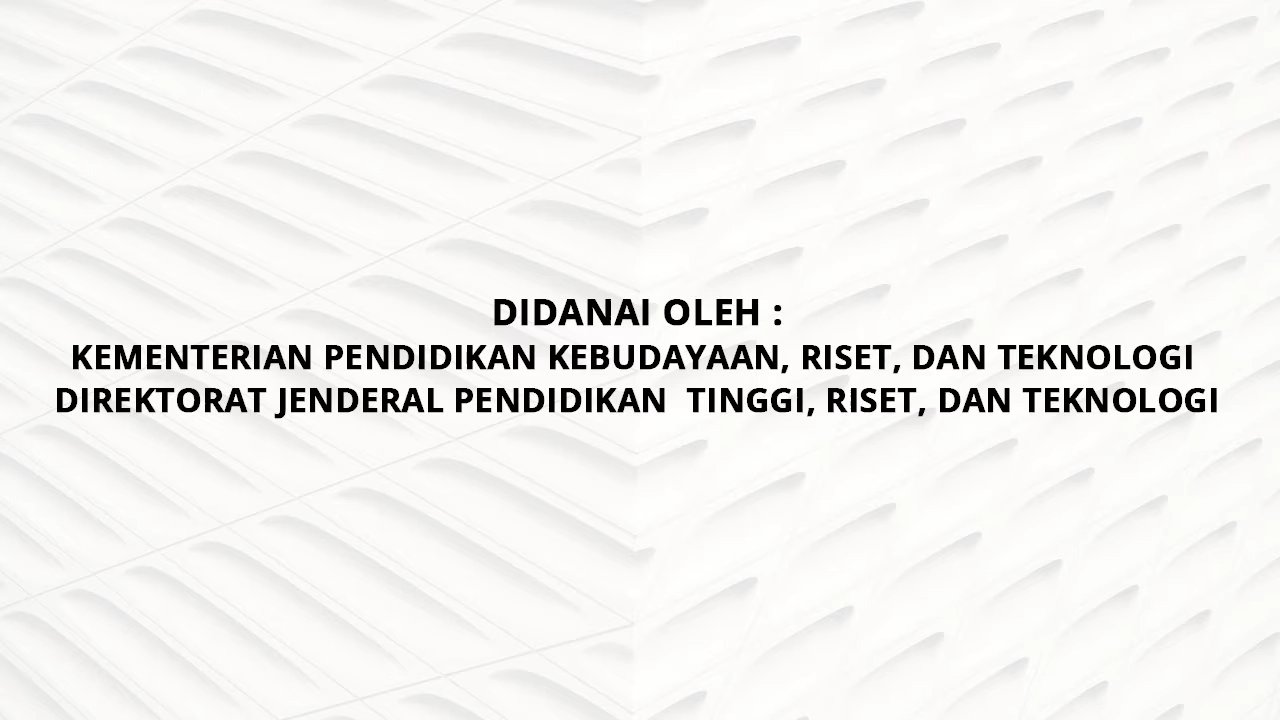 DIDANAI OLEH :
KEMENTERIAN PENDIDIKAN KEBUDAYAAN, RISET, DAN TEKNOLOGI
DIREKTORAT JENDERAL PENDIDIKAN  TINGGI, RISET, DAN TEKNOLOGI